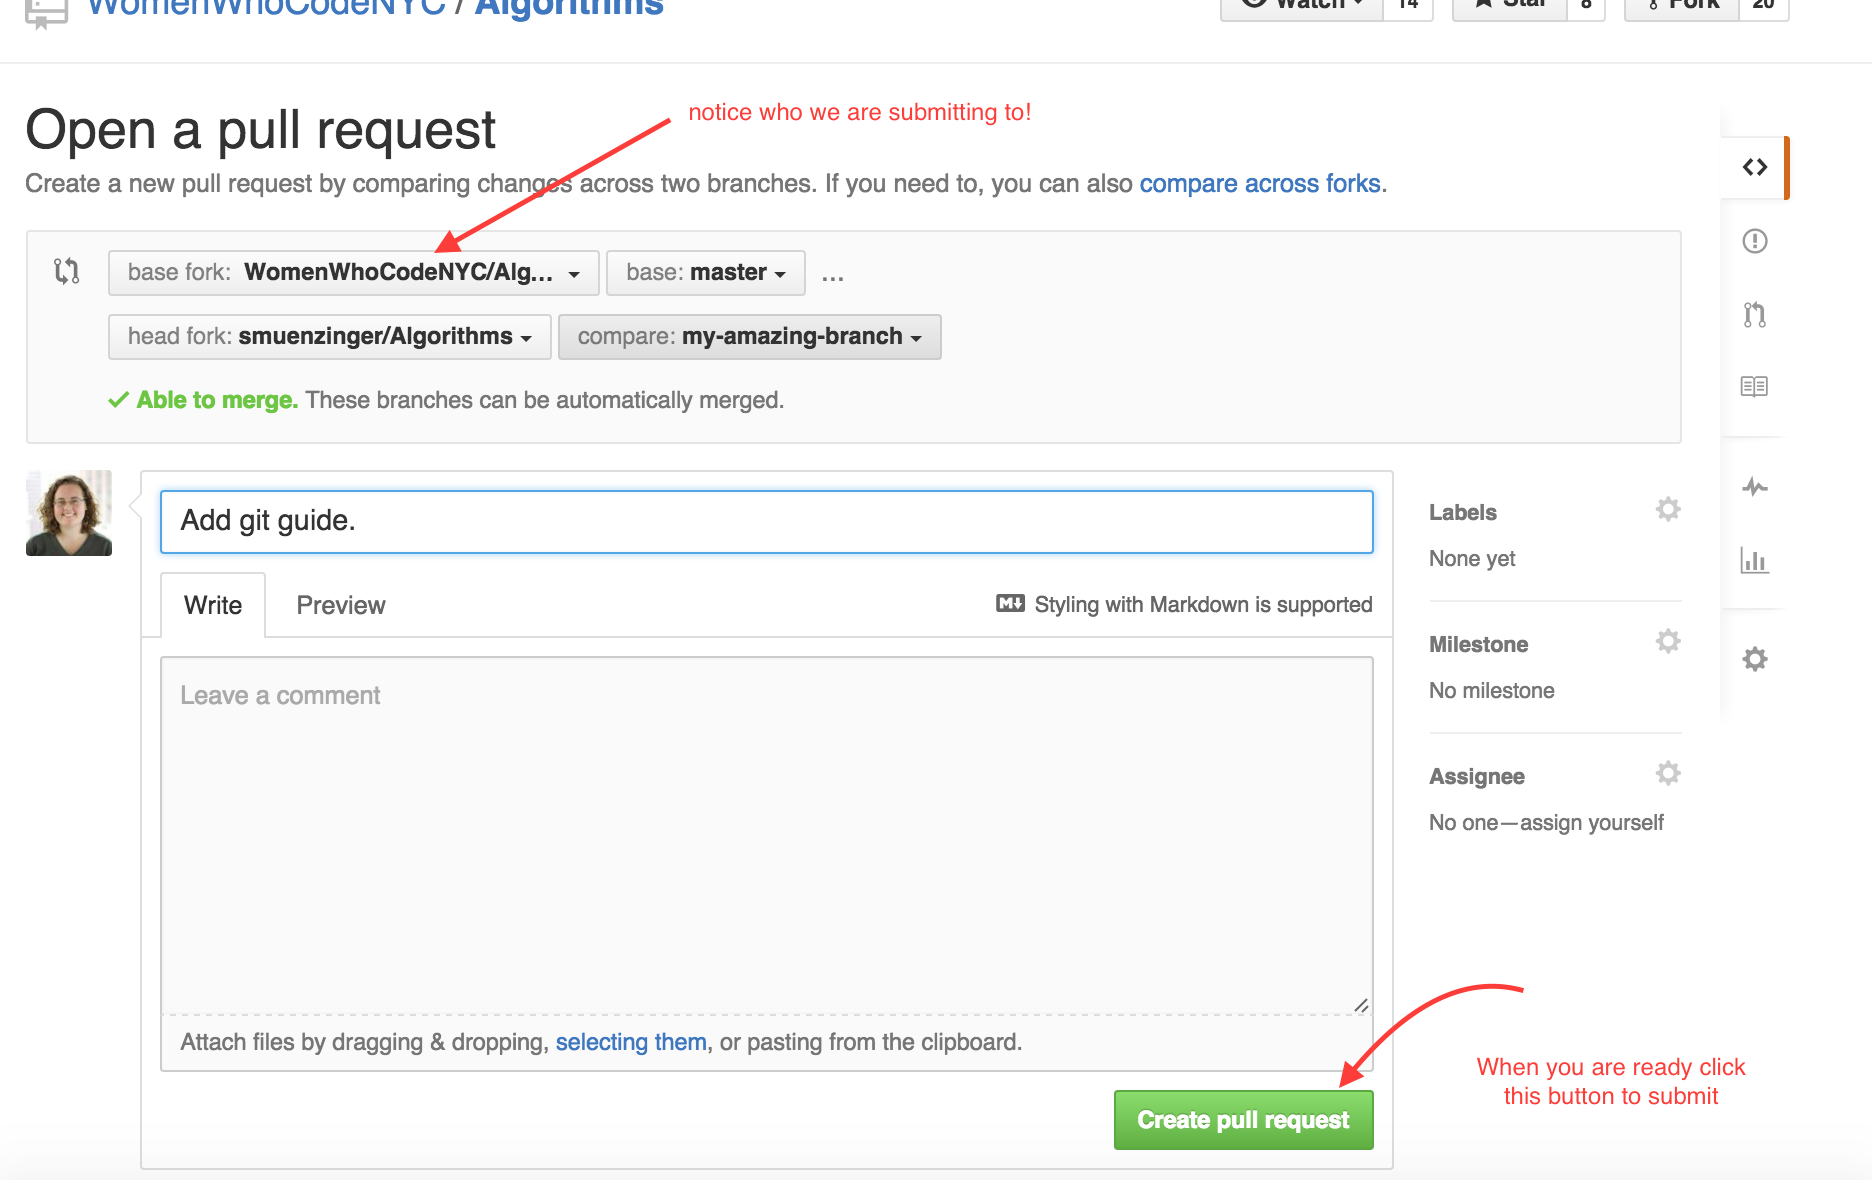 WomenWhoCodeNYC / Algorithms
Watch 14 Star 8 Fork 20
notice who we are submitting to!
Open a pull request
Create a new pull request by comparing changes across two branches. If you need to, you can also compare across forks.
base fork: WomenWhoCodeNYC/Alg... base: master ...
head fork: smuenzinger/Algorithms compare: my-amazing-branch
Able to merge. These branches can be automatically merged.
Add git guide.
Write Preview Styling with Markdown is supported
Leave a comment
Attach files by dragging & dropping, selecting them, or pasting from the clipboard.
Create pull request
Labels
None yet
Milestone
No milestone
Assignee
No one—assign yourself
When you are ready click
this button to submit